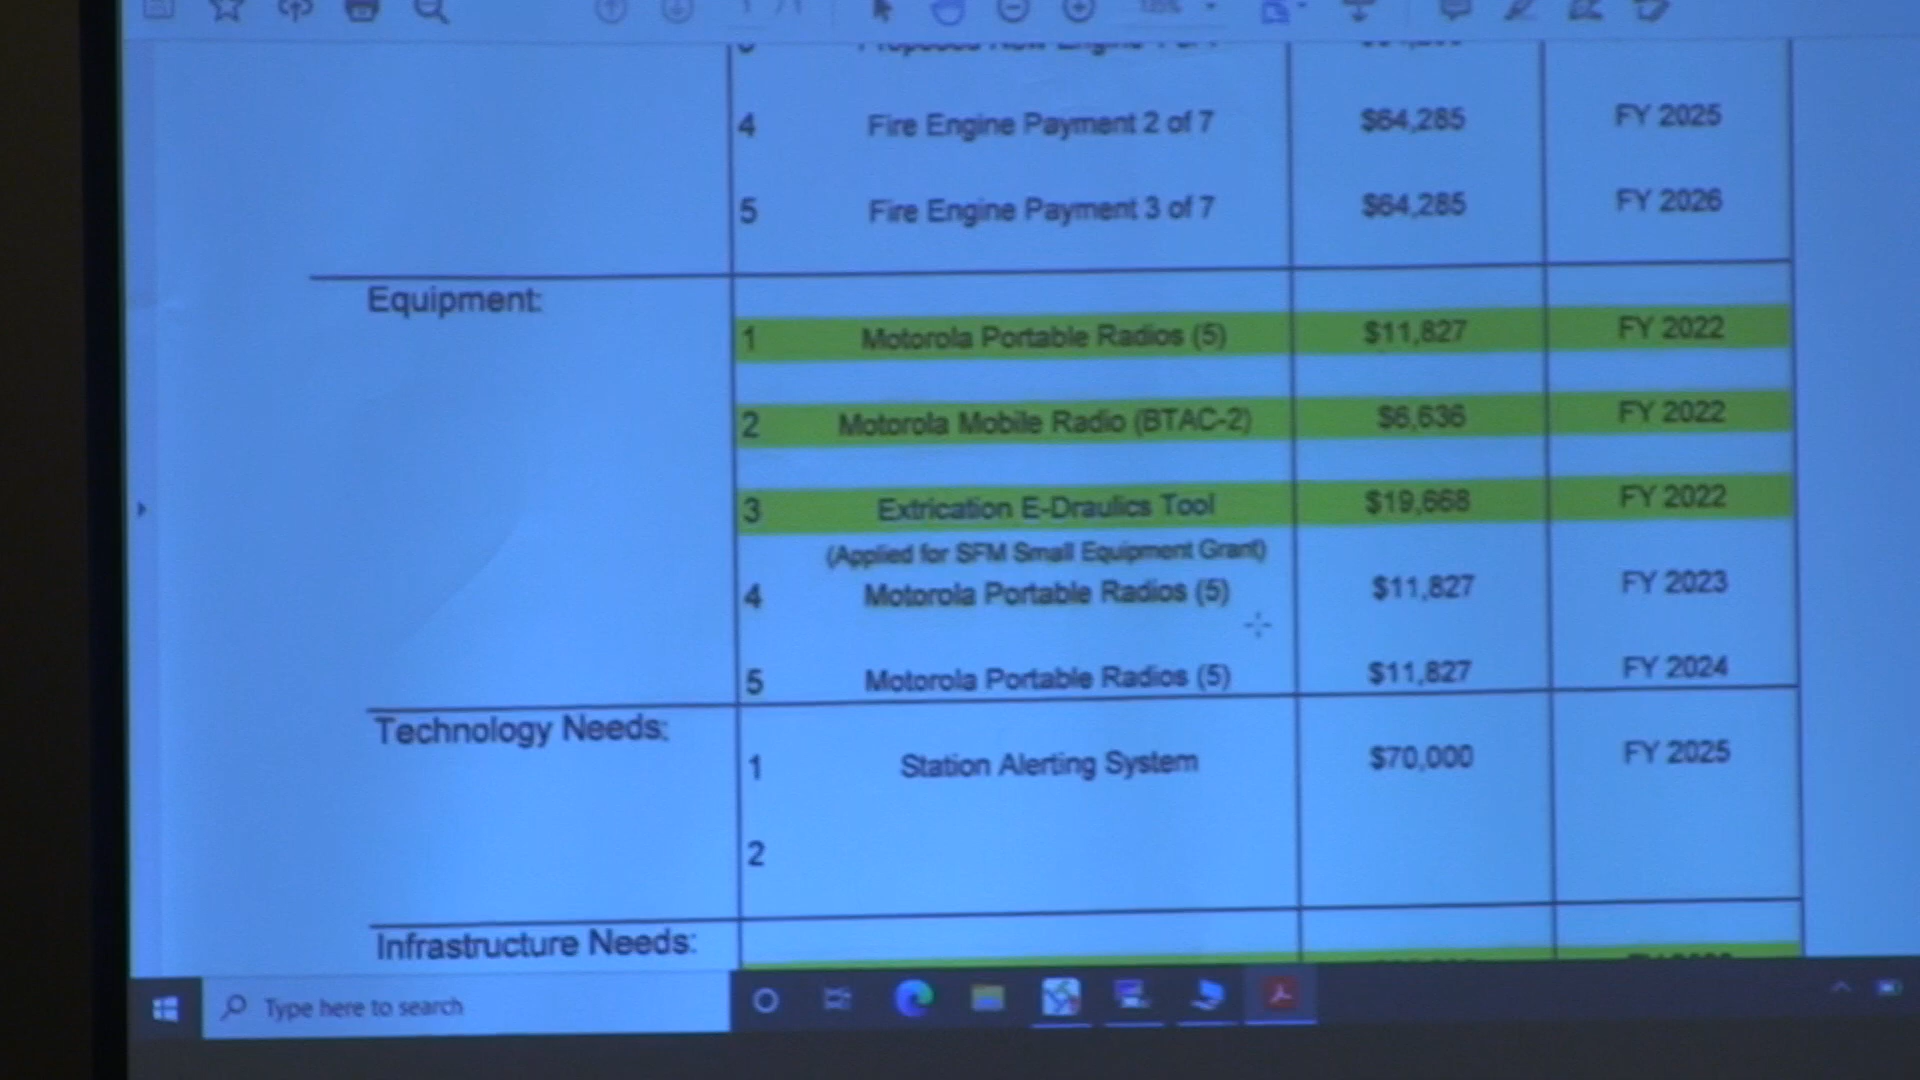 4 Fire Engine Payment 2 of 7 $64,285 FY 2025
5 Fire Engine Payment 3 of 7 $64,285 FY 2026
Equipment:
1 Motorola Portable Radios (5) $11,827 FY 2022
2 Motorola Mobile Radio (BTAC-2) $6,636 FY 2022
3 Extrication E-Draulics Tool $19,668 FY 2022
(Applied for SFM Small Equipment Grant)
4 Motorola Portable Radios (5) $11,827 FY 2023
5 Motorola Portable Radios (5) $11,827 FY 2024
Technology Needs:
1 Station Alerting System $70,000 FY 2025
2
Infrastructure Needs:
Type here to search